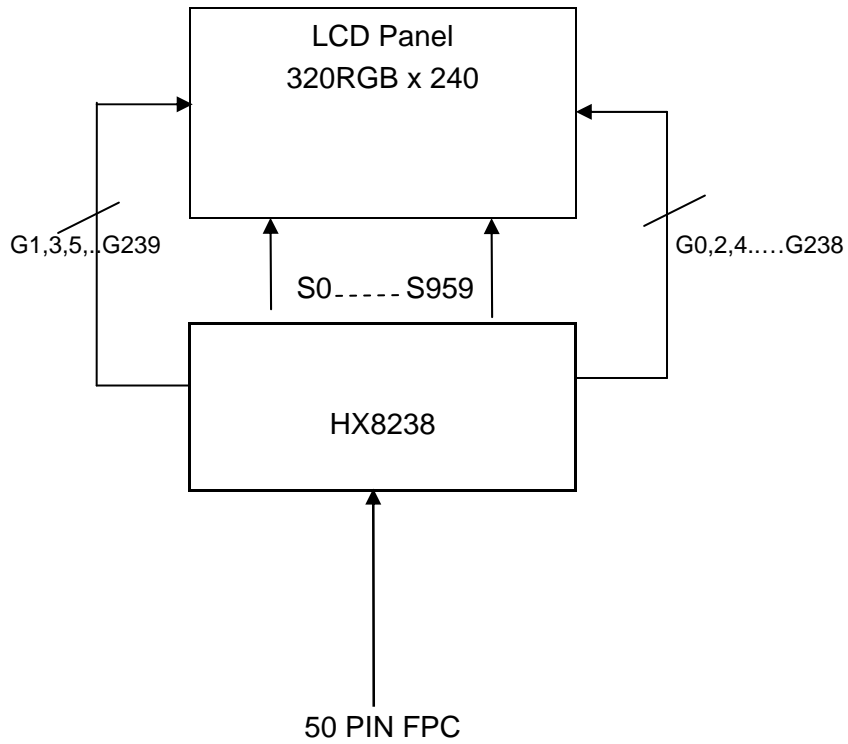 LCD Panel
320RGB x 240
G1,3,5,..G239
G0,2,4..…G238
S0------S959
HX8238
50 PIN FPC